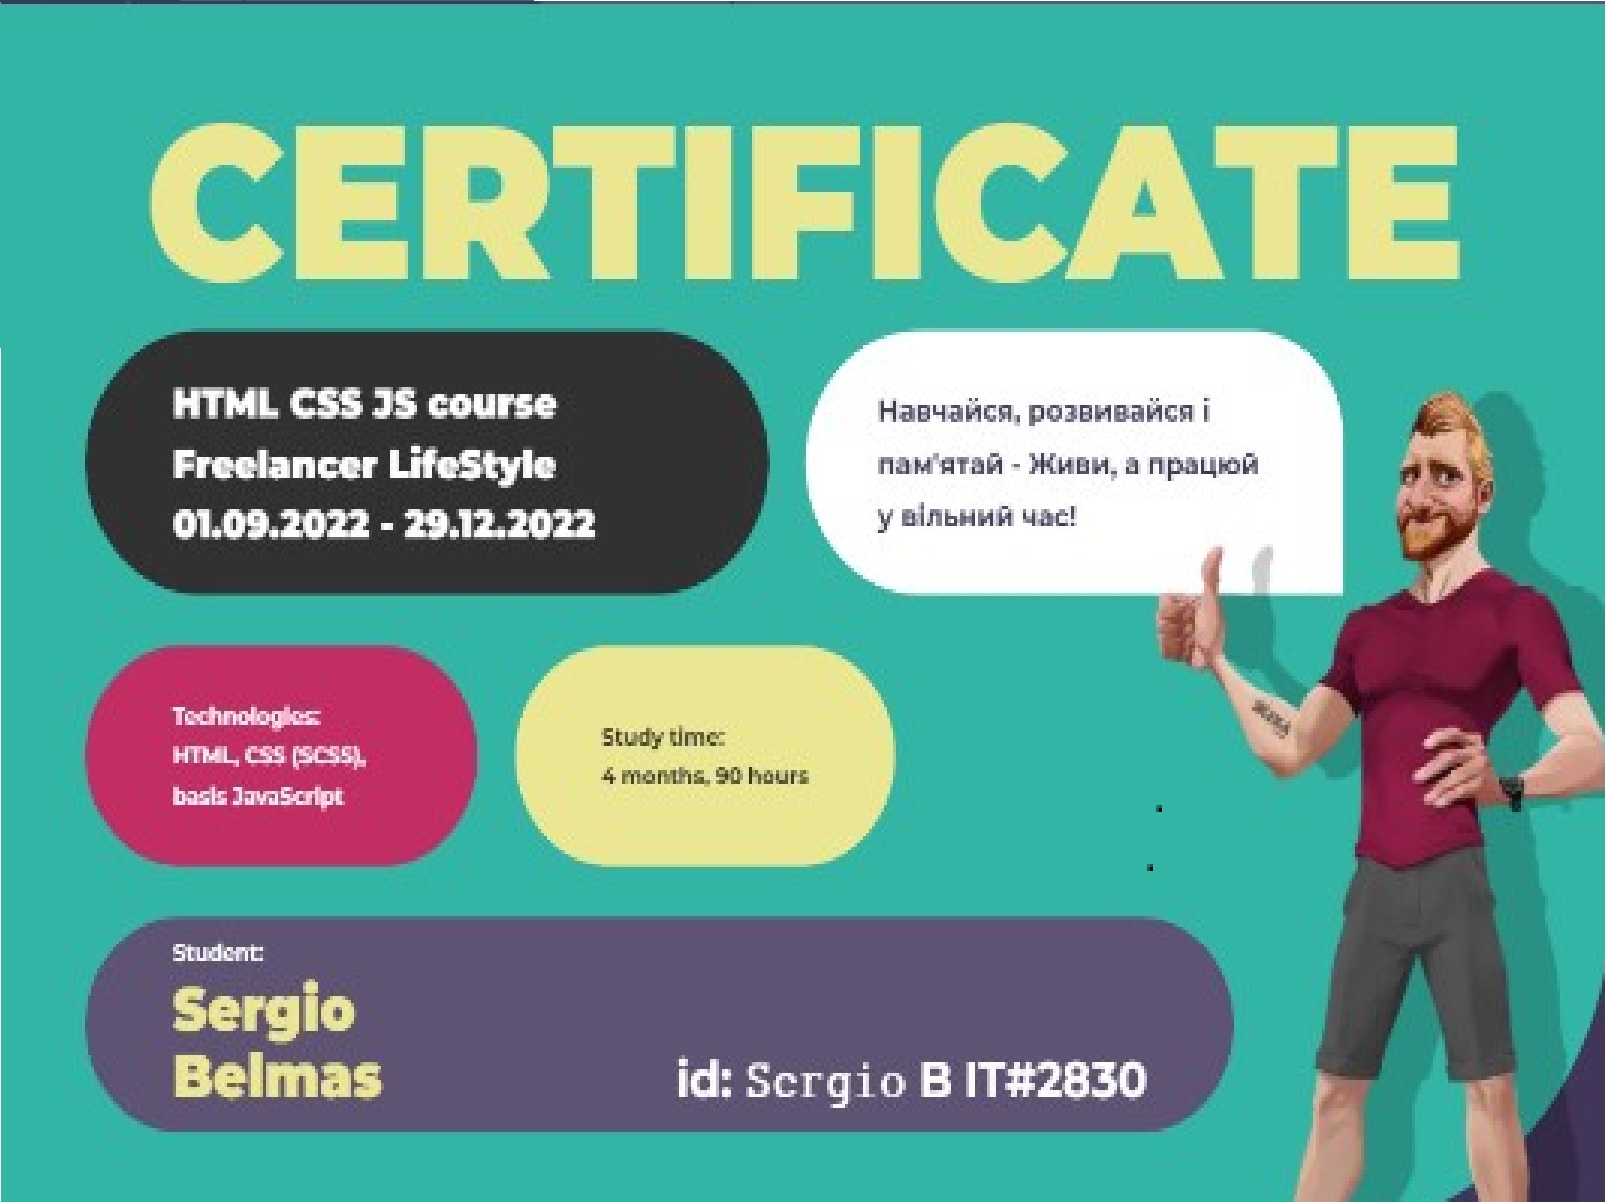 CERTIFICATE
HTML CSS JS course
Freelancer LifeStyle
01.09.2022 - 29.12.2022
Навчайся, розвивайся і
пам'ятай - Живи, а працюй
у вільний час!
Technologies:
HTML, CSS (SCSS),
basis JavaScript
Study time:
4 months, 90 hours
Student:
Sergio
Belmas
id: Sergio B IT#2830